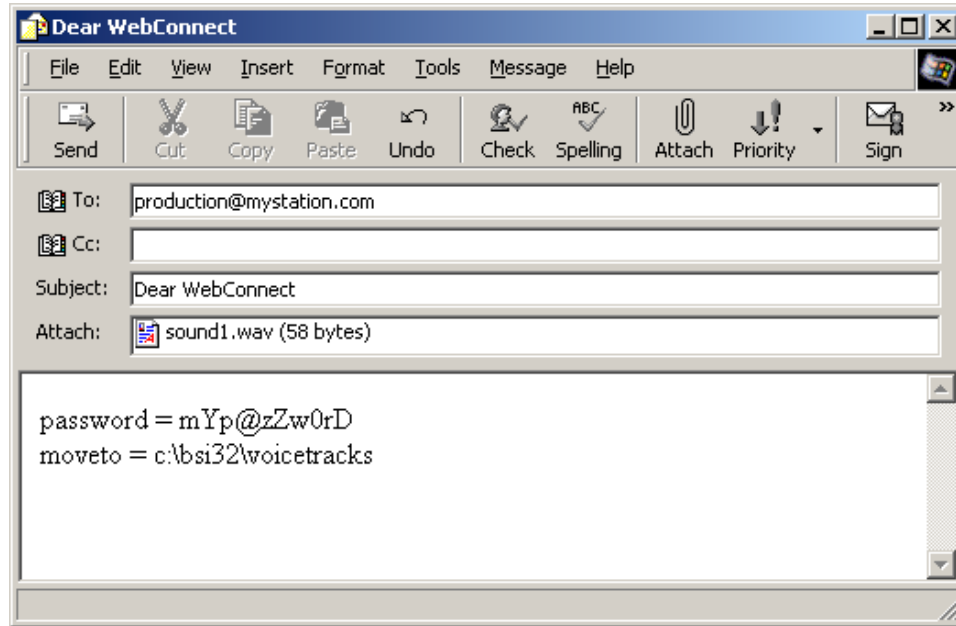 Dear WebConnect
File Edit View Insert Format Tools Message Help
ABC
Send Cut Copy Paste Undo Check Spelling Attach Priority Sign
To: production@mystation.com
Cc:
Subject: Dear WebConnect
Attach: sound1.wav (58 bytes)
password = mYp@zZw0rD
moveto = c:\bsi32\voicetracks